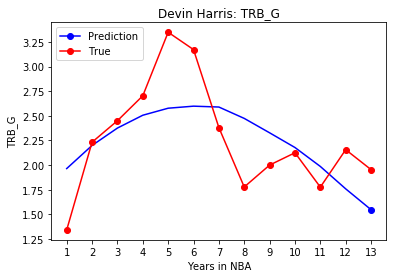 Devin Harris: TRB_G
Prediction
True
TRB_G
3.25
3.00
2.75
2.50
2.25
2.00
1.75
1.50
1.25
1 2 3 4 5 6 7 8 9 10 11 12 13
Years in NBA